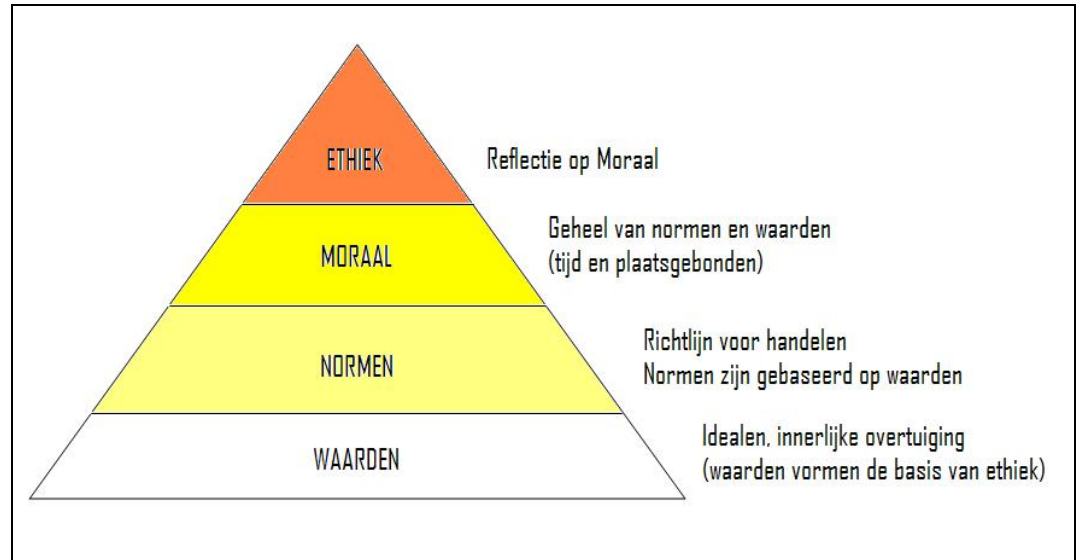 ETHIEK
Reflectie op Moraal
MORAAL
Geheel van normen en waarden
(tijd en plaatsgebonden)
NORMEN
Richtlijn voor handelen
Normen zijn gebaseerd op waarden
WAARDEN
Idealen, innerlijke overtuiging
(waarden vormen de basis van ethiek)